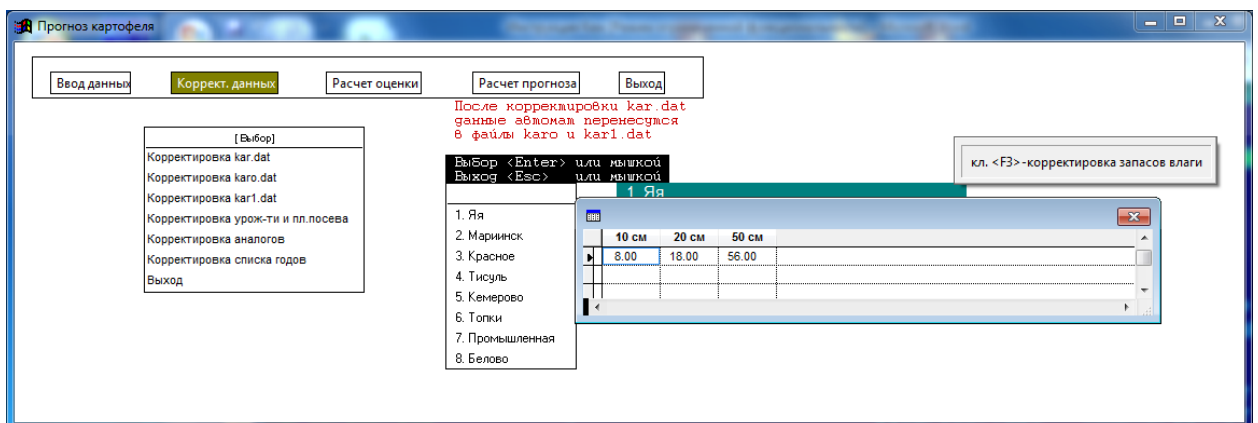 Прогноз картофеля
Ввод данных Коррект. данных Расчет оценки Расчет прогноза Выход
После корректировки kar.dat
данные автомат перенесутся
в файлы karo и kar1.dat
[Выбор]
Корректировка kar.dat
Корректировка karo.dat
Корректировка kar1.dat
Корректировка урож-ти и пл.посева
Корректировка аналогов
Корректировка списка годов
Выход
Выбор <Enter> или мышкой
Выход <Esc> или мышкой
кл. <F3>-корректировка запасов влаги
1 Яя
1. Яя
2. Мариинск
3. Красное
4. Тисуль
5. Кемерово
6. Топки
7. Промышленная
8. Белово
10 см 20 см 50 см
8.00 18.00 56.00